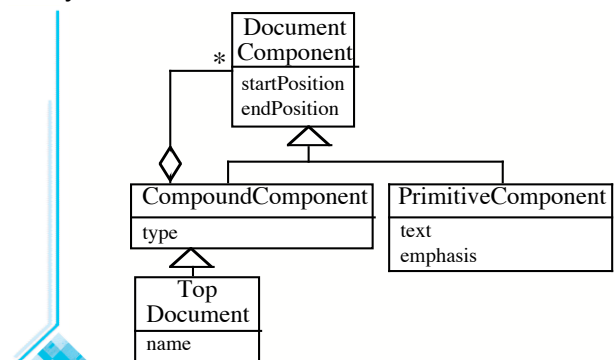 Document
Component
*
startPosition
endPosition
CompoundComponent
PrimitiveComponent
type
text
emphasis
Top
Document
name